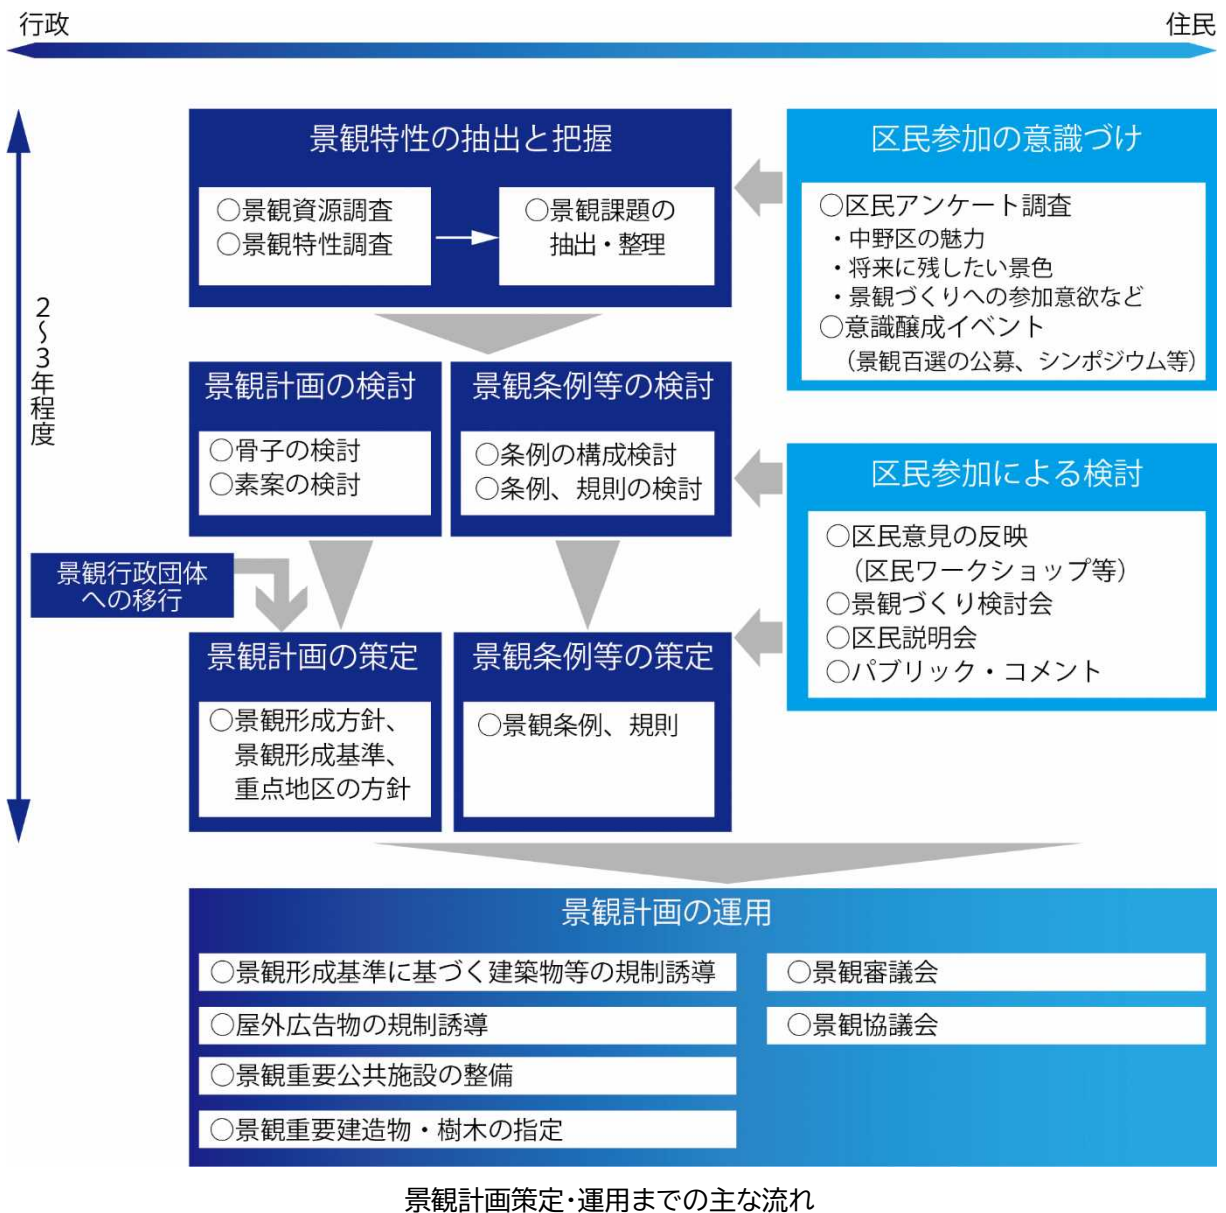 行政
住民
2~3年程度
景観特性の抽出と把握
○景観資源調査
○景観特性調査
○景観課題の
抽出・整理
区民参加の意識づけ
○区民アンケート調査
・中野区の魅力
・将来に残したい景色
・景観づくりへの参加意欲など
○意識醸成イベント
（景観百選の公募、シンポジウム等）
景観計画の検討
○骨子の検討
○素案の検討
景観条例等の検討
○条例の構成検討
○条例、規則の検討
区民参加による検討
○区民意見の反映
（区民ワークショップ等）
○景観づくり検討会
○区民説明会
○パブリック・コメント
景観行政団体
への移行
景観計画の策定
○景観形成方針、
景観形成基準、
重点地区の方針
景観条例等の策定
○景観条例、規則
景観計画の運用
○景観形成基準に基づく建築物等の規制誘導
○屋外広告物の規制誘導
○景観重要公共施設の整備
○景観重要建造物・樹木の指定
○景観審議会
○景観協議会
景観計画策定･運用までの主な流れ